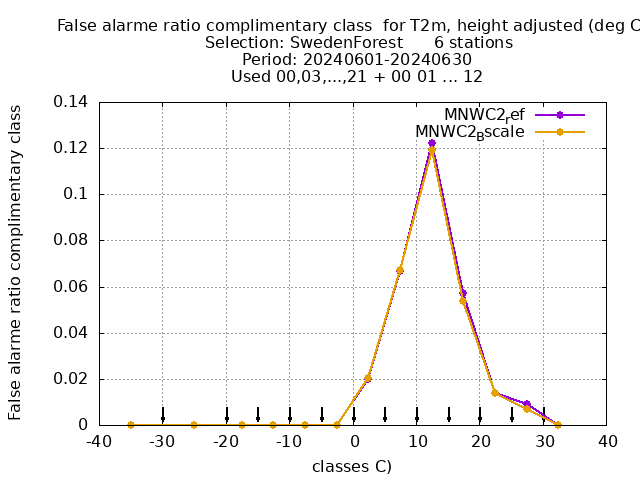 False alarme ratio complimentary class  for T2m, height adjusted (deg C
Selection: SwedenForest      6 stations
Period: 20240601-20240630
Used 00,03,...,21 + 00 01 ... 12
MNWC2ref
MNWC2Bscale
False alarme ratio complimentary class
0.14
0.12
0.1
0.08
0.06
0.04
0.02
0
-40 -30 -20 -10 0 10 20 30 40
classes C)